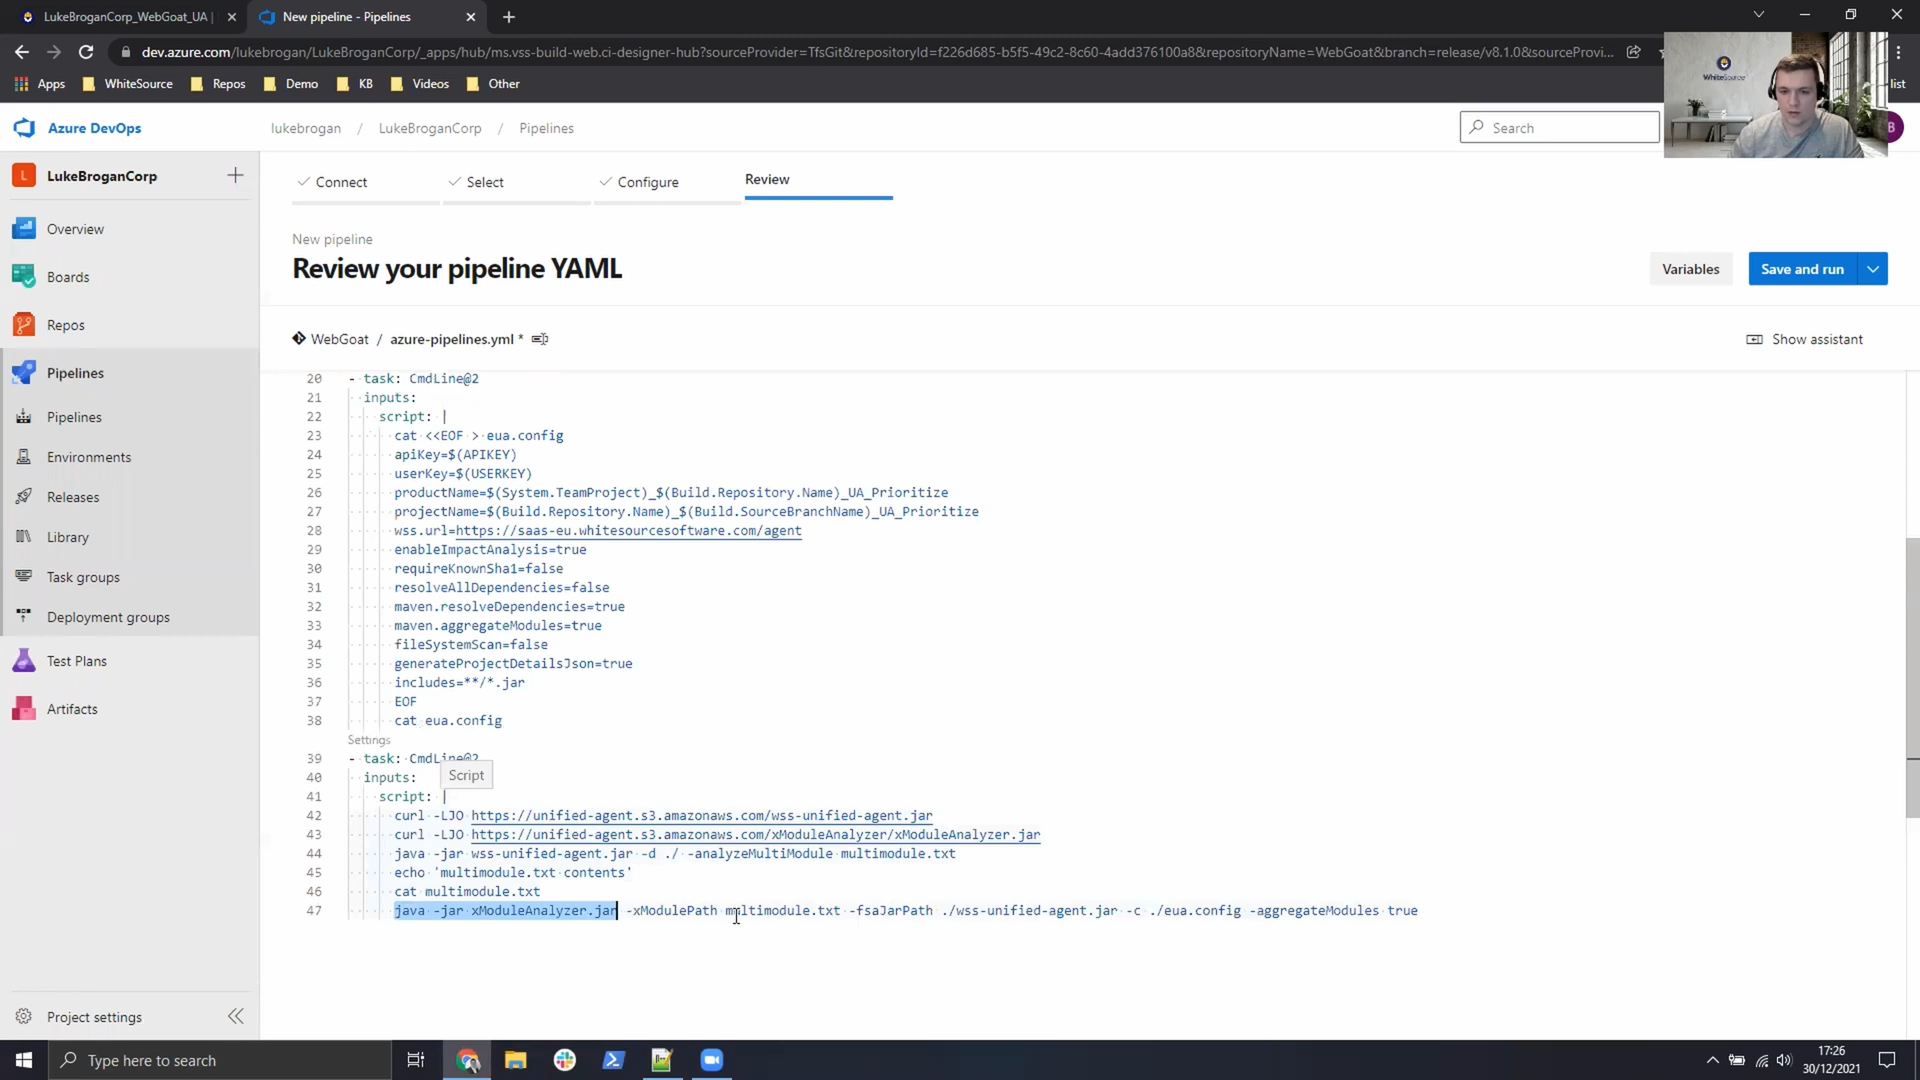 LukeBroganCorp_WebGoat_UA |
New pipeline - Pipelines
dev.azure.com/lukebrogan/LukeBroganCorp/_apps/hub/ms.vss-build-web.ci-designer-hub?sourceProvider=TfsGit&repositoryId=f226d685-b5f5-49c2-8c60-4add376100a8&repositoryName=WebGoat&branch=release/v8.1.0&sourceProvi...
Apps WhiteSource Repos Demo KB Videos Other list
WhiteSource
Azure DevOps
lukebrogan / LukeBroganCorp / Pipelines
Search
B
L LukeBroganCorp
Overview
Boards
Repos
Pipelines
Pipelines
Environments
Releases
Library
Task groups
Deployment groups
Test Plans
Artifacts
Project settings
Connect Select Configure Review
New pipeline
Review your pipeline YAML
Variables Save and run
WebGoat / azure-pipelines.yml *
Show assistant
20 - task: CmdLine@2
21 inputs:
22 script: |
23 cat <<EOF > eua.config
24 apiKey=$(APIKEY)
25 userKey=$(USERKEY)
26 productName=$(System.TeamProject)_$(Build.Repository.Name)_UA_Prioritize
27 projectName=$(Build.Repository.Name)_$(Build.SourceBranchName)_UA_Prioritize
28 wss.url=https://saas-eu.whitesourcesoftware.com/agent
29 enableImpactAnalysis=true
30 requireKnownSha1=false
31 resolveAllDependencies=false
32 maven.resolveDependencies=true
33 maven.aggregateModules=true
34 fileSystemScan=false
35 generateProjectDetailsJson=true
36 includes=**/*.jar
37 EOF
38 cat eua.config
Settings
39 - task: CmdLine@2
40 inputs:
Script
41 script: |
42 curl -LJO https://unified-agent.s3.amazonaws.com/wss-unified-agent.jar
43 curl -LJO https://unified-agent.s3.amazonaws.com/xModuleAnalyzer/xModuleAnalyzer.jar
44 java -jar wss-unified-agent.jar -d ./ -analyzeMultiModule multimodule.txt
45 echo 'multimodule.txt contents'
46 cat multimodule.txt
47 java -jar xModuleAnalyzer.jar -xModulePath multimodule.txt -fsaJarPath ./wss-unified-agent.jar -c ./eua.config -aggregateModules true
Type here to search
17:26
30/12/2021